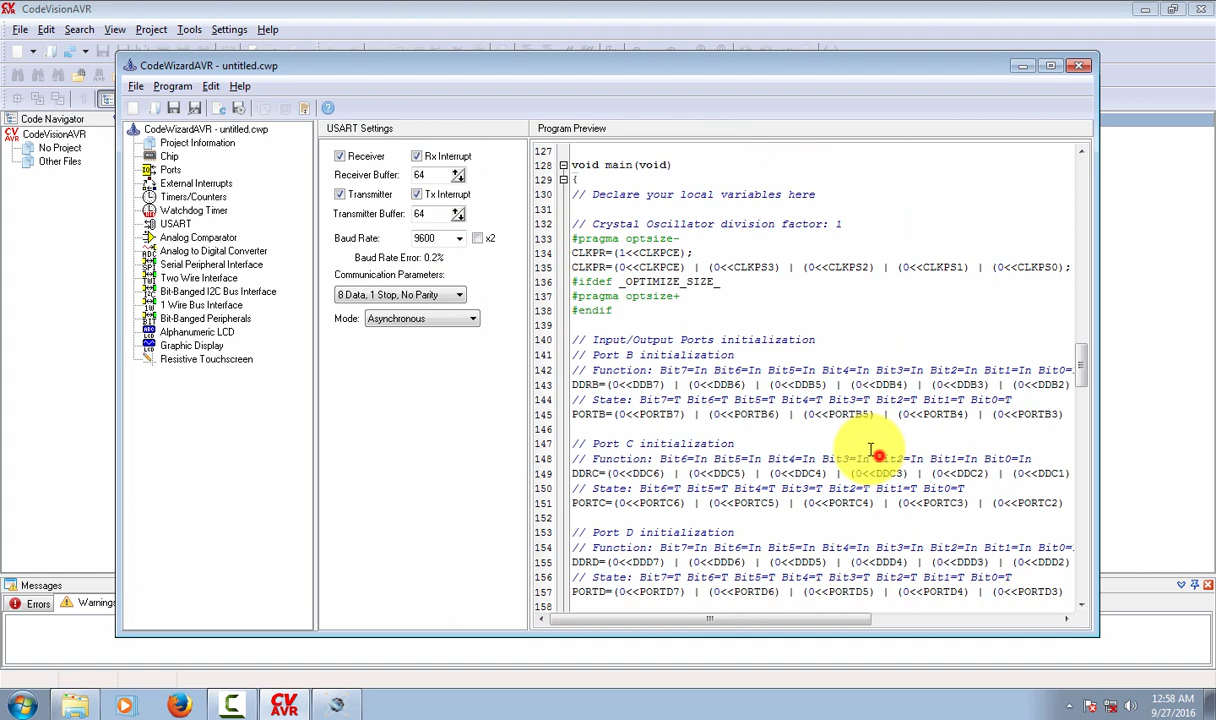 CodeVisionAVR
File Edit Search View Project Tools Settings Help
CodeWizardAVR - untitled.cwp
File Program Edit Help
Code Navigator
CodeVisionAVR
No Project
Other Files
CodeWizardAVR - untitled.cwp
Project Information
Chip
Ports
External Interrupts
Timers/Counters
Watchdog Timer
USART
Analog Comparator
Analog to Digital Converter
Serial Peripheral Interface
Two Wire Interface
Bit-Banged I2C Bus Interface
1 Wire Bus Interface
Bit-Banged Peripherals
Alphanumeric LCD
Graphic Display
Resistive Touchscreen
USART Settings
Receiver Rx Interrupt
Receiver Buffer: 64
Transmitter Tx Interrupt
Transmitter Buffer: 64
Baud Rate: 9600 x2
Baud Rate Error: 0.2%
Communication Parameters:
8 Data, 1 Stop, No Parity
Mode: Asynchronous
Program Preview
127
128 void main(void)
129 {
130 // Declare your local variables here
131
132 // Crystal Oscillator division factor: 1
133 #pragma optsize-
134 CLKPR=(1<<CLKPCE);
135 CLKPR=(0<<CLKPCE) | (0<<CLKPS3) | (0<<CLKPS2) | (0<<CLKPS1) | (0<<CLKPS0);
136 #ifdef _OPTIMIZE_SIZE_
137 #pragma optsize+
138 #endif
139
140 // Input/Output Ports initialization
141 // Port B initialization
142 // Function: Bit7=In Bit6=In Bit5=In Bit4=In Bit3=In Bit2=In Bit1=In Bit0=
143 DDRB=(0<<DDB7) | (0<<DDB6) | (0<<DDB5) | (0<<DDB4) | (0<<DDB3) | (0<<DDB2)
144 // State: Bit7=T Bit6=T Bit5=T Bit4=T Bit3=T Bit2=T Bit1=T Bit0=T
145 PORTB=(0<<PORTB7) | (0<<PORTB6) | (0<<PORTB5) | (0<<PORTB4) | (0<<PORTB3)
146
147 // Port C initialization
148 // Function: Bit6=In Bit5=In Bit4=In Bit3=In Bit2=In Bit1=In Bit0=In
149 DDRC=(0<<DDC6) | (0<<DDC5) | (0<<DDC4) | (0<<DDC3) | (0<<DDC2) | (0<<DDC1)
150 // State: Bit6=T Bit5=T Bit4=T Bit3=T Bit2=T Bit1=T Bit0=T
151 PORTC=(0<<PORTC6) | (0<<PORTC5) | (0<<PORTC4) | (0<<PORTC3) | (0<<PORTC2)
152
153 // Port D initialization
154 // Function: Bit7=In Bit6=In Bit5=In Bit4=In Bit3=In Bit2=In Bit1=In Bit0=
155 DDRD=(0<<DDD7) | (0<<DDD6) | (0<<DDD5) | (0<<DDD4) | (0<<DDD3) | (0<<DDD2)
156 // State: Bit7=T Bit6=T Bit5=T Bit4=T Bit3=T Bit2=T Bit1=T Bit0=T
157 PORTD=(0<<PORTD7) | (0<<PORTD6) | (0<<PORTD5) | (0<<PORTD4) | (0<<PORTD3)
158
Messages
Errors Warnings
CV AVR
12:58 AM
9/27/2016